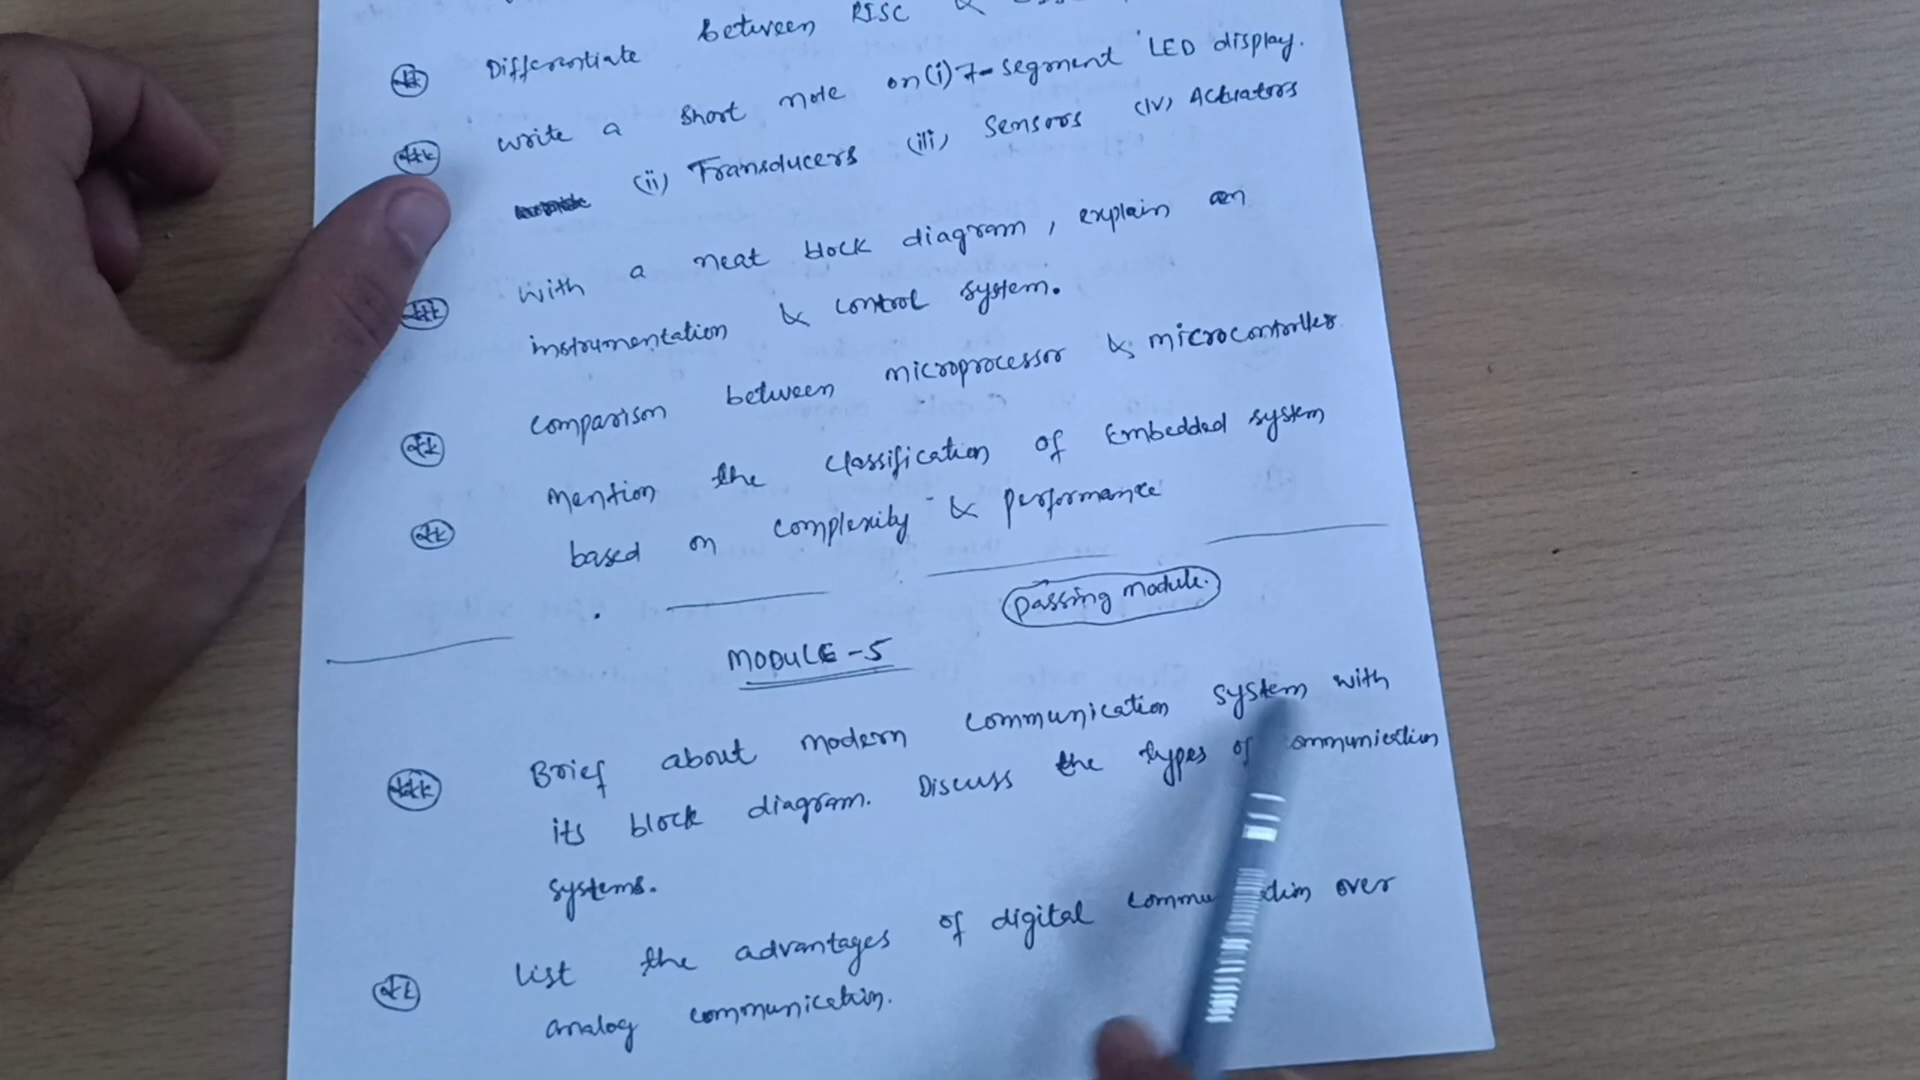 Differentiate between RISC &
write a short note on (i) 7-segment LED display.
(ii) Transducers (iii) Sensors (iv) Actuators
with a neat block diagram, explain an
instrumentation & control system.
comparison between microprocessor & microcontroller
mention the classification of Embedded system
based on complexity & performance
passing module.
MODULE-5
Brief about modern communication system with
its block diagram. Discuss the types of communication
systems.
List the advantages of digital over
analog communication.